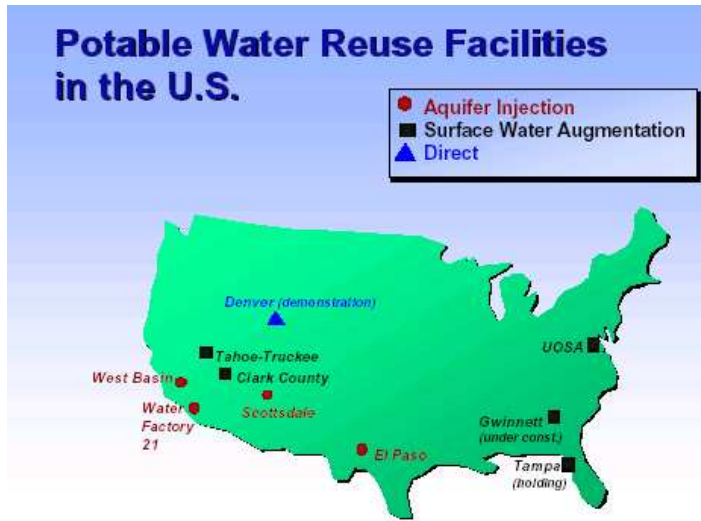 Potable Water Reuse Facilities
in the U.S.
Aquifer Injection
Surface Water Augmentation
Direct
Denver (demonstration)
UOSA
Tahoe-Truckee
West Basin
Clark County
Water
Factory
21
Scottsdale
Gwinnett
(under const.)
El Paso
Tampa
(holding)